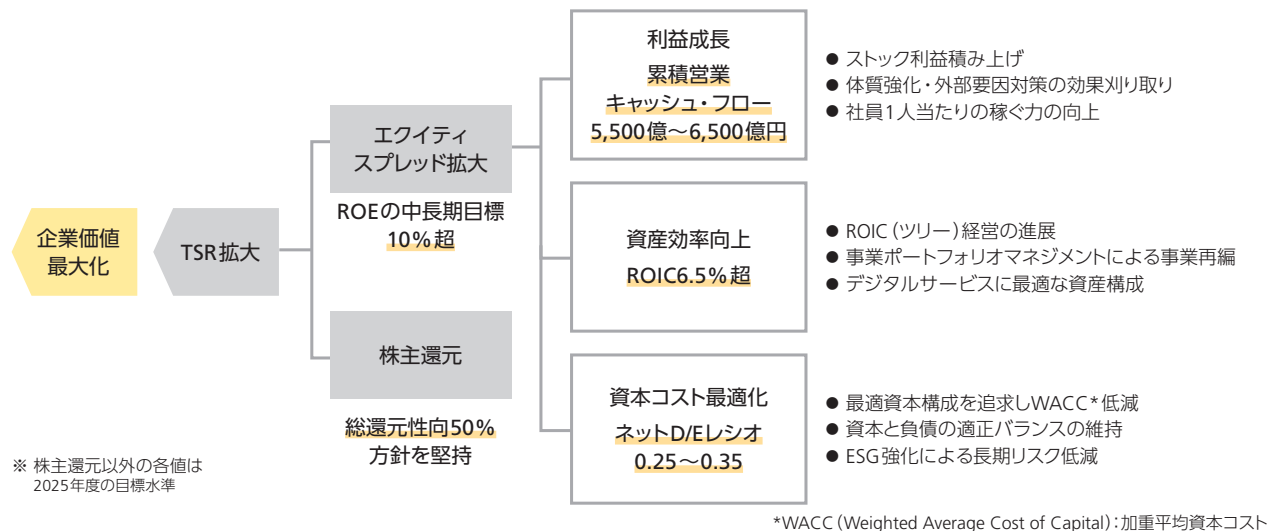 企業価値
最大化
TSR拡大
エクイティ
スプレッド拡大
ROEの中長期目標
10%超
株主還元
総還元性向50%
方針を堅持
利益成長
累積営業
キャッシュ・フロー
5,500億~6,500億円
● ストック利益積み上げ
● 体質強化・外部要因対策の効果刈り取り
● 社員1人当たりの稼ぐ力の向上
資産効率向上
ROIC6.5%超
● ROIC(ツリー)経営の進展
● 事業ポートフォリオマネジメントによる事業再編
● デジタルサービスに最適な資産構成
資本コスト最適化
ネットD/Eレシオ
0.25~0.35
● 最適資本構成を追求しWACC*低減
● 資本と負債の適正バランスの維持
● ESG強化による長期リスク低減
※ 株主還元以外の各値は
2025年度の目標水準
*WACC(Weighted Average Cost of Capital):加重平均資本コスト